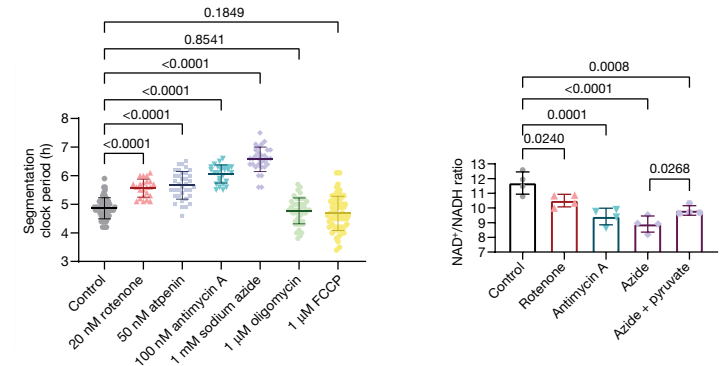 0.1849
0.8541
<0.0001
<0.0001
<0.0001
<0.0001
Segmentation
clock period (h)
8
7
6
5
4
3
Control
20 nM rotenone
50 nM atpenin
100 nM antimycin A
1 mM sodium azide
1 µM oligomycin
1 µM FCCP
0.0008
<0.0001
0.0001
0.0240
0.0268
NAD⁺/NADH ratio
13
12
11
10
9
8
7
Control
Rotenone
Antimycin A
Azide
Azide + pyruvate